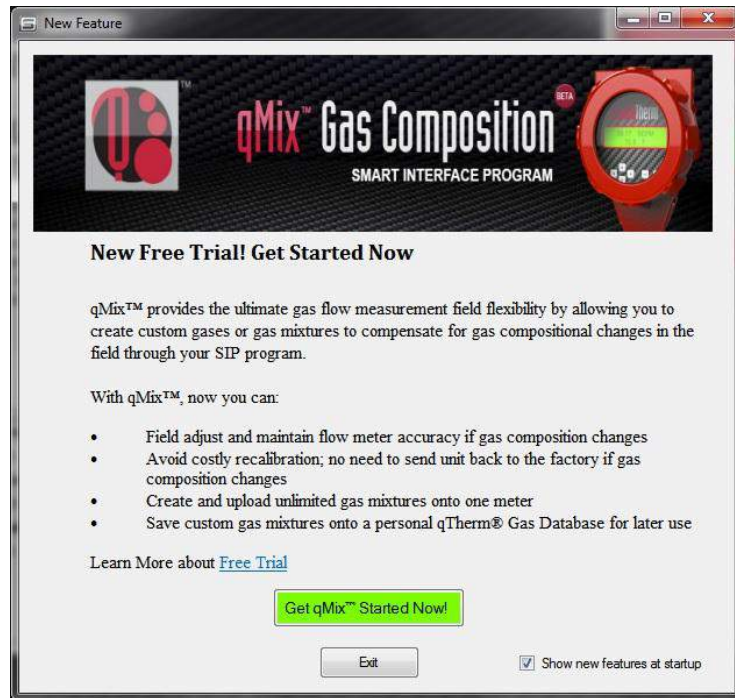 New Feature
TM
qMix™ Gas Composition
BETA
SMART INTERFACE PROGRAM
New Free Trial! Get Started Now
qMix™ provides the ultimate gas flow measurement field flexibility by allowing you to
create custom gases or gas mixtures to compensate for gas compositional changes in the
field through your SIP program.
With qMix™, now you can:
• Field adjust and maintain flow meter accuracy if gas composition changes
• Avoid costly recalibration; no need to send unit back to the factory if gas
composition changes
• Create and upload unlimited gas mixtures onto one meter
• Save custom gas mixtures onto a personal qTherm® Gas Database for later use
Learn More about Free Trial
Get qMix™ Started Now!
Exit
Show new features at startup